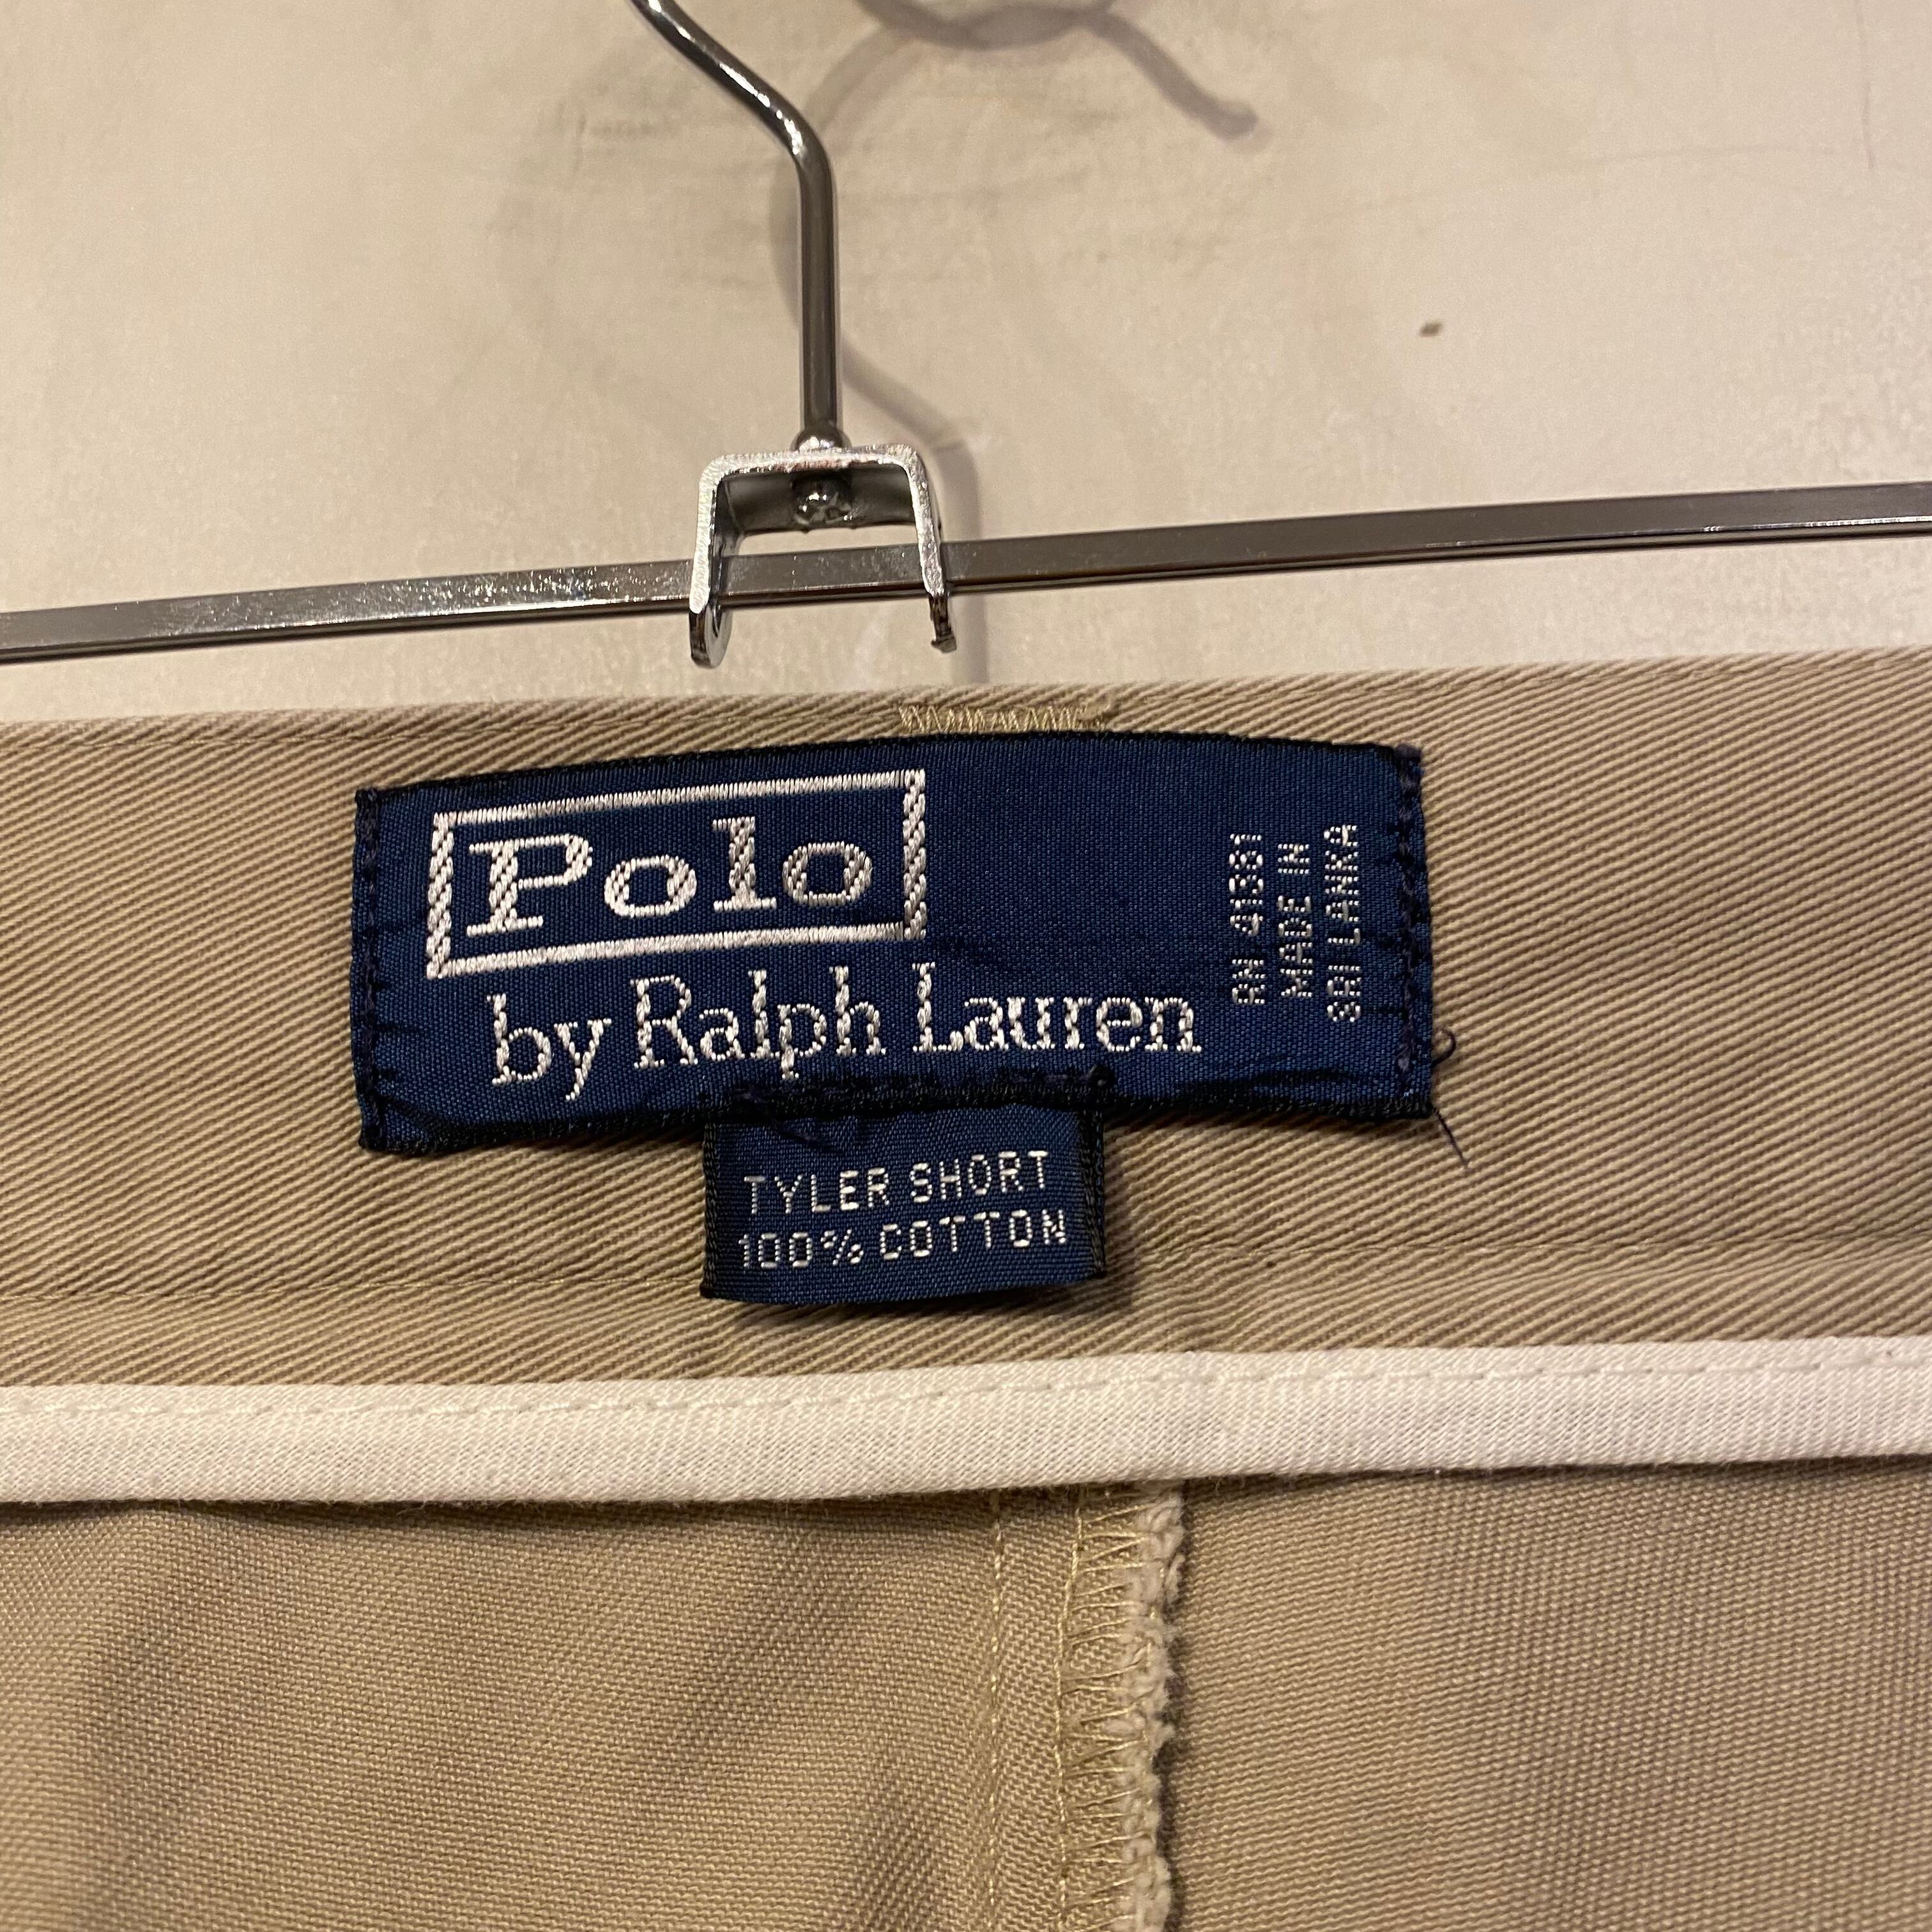 Polo
by Ralph Lauren
RN 41381
MADE IN
SRI LANKA
TYLER SHORT
100% COTTON